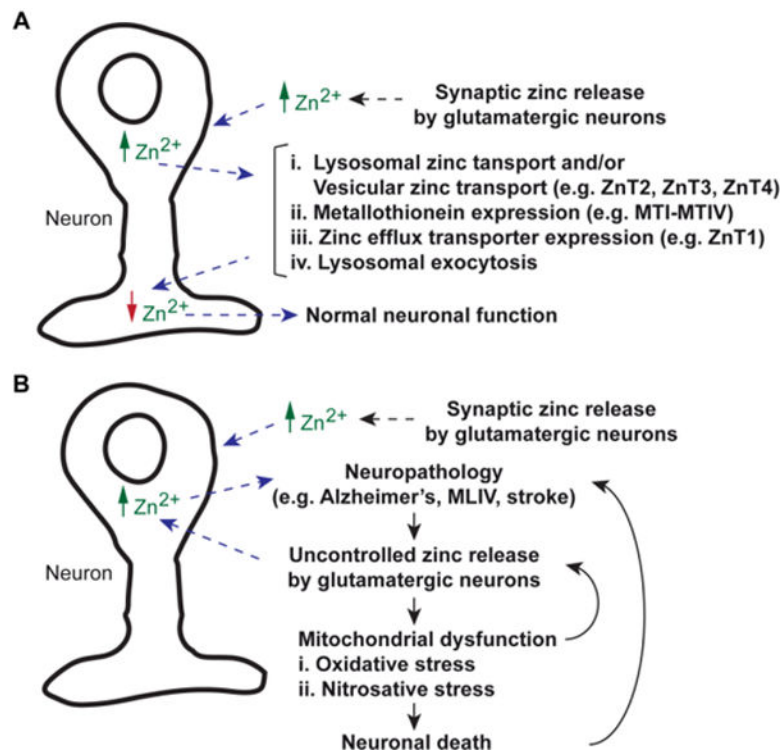 A
↑ Zn2+
Synaptic zinc release
by glutamatergic neurons
↑ Zn2+
i. Lysosomal zinc tansport and/or
Vesicular zinc transport (e.g. ZnT2, ZnT3, ZnT4)
ii. Metallothionein expression (e.g. MTI-MTIV)
iii. Zinc efflux transporter expression (e.g. ZnT1)
iv. Lysosomal exocytosis
Neuron
↓ Zn2+
Normal neuronal function
B
↑ Zn2+
Synaptic zinc release
by glutamatergic neurons
↑ Zn2+
Neuropathology
(e.g. Alzheimer's, MLIV, stroke)
Uncontrolled zinc release
by glutamatergic neurons
Neuron
Mitochondrial dysfunction
i. Oxidative stress
ii. Nitrosative stress
Neuronal death